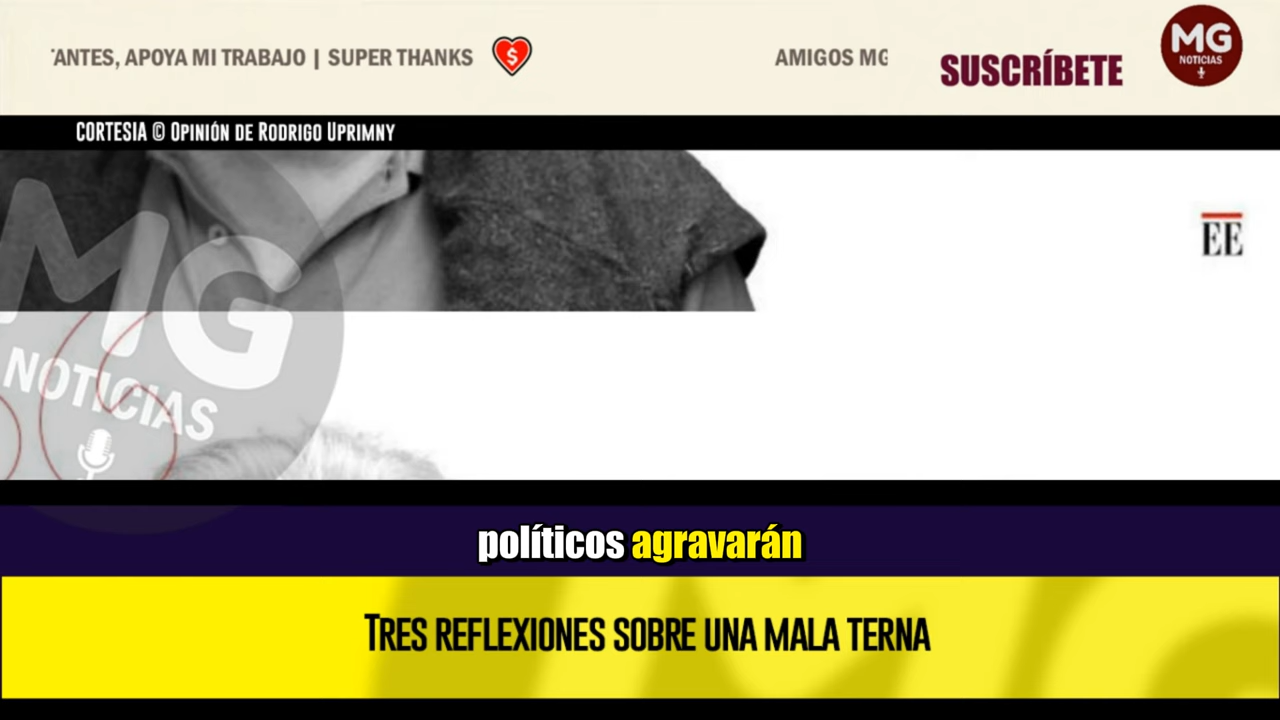 'ANTES, APOYA MI TRABAJO | SUPER THANKS
AMIGOS MG
SUSCRÍBETE
MG
NOTICIAS
CORTESIA © OPINIÓN DE RODRIGO UPRIMNY
MG
NOTICIAS
EE
políticos agravarán
TRES REFLEXIONES SOBRE UNA MALA TERNA